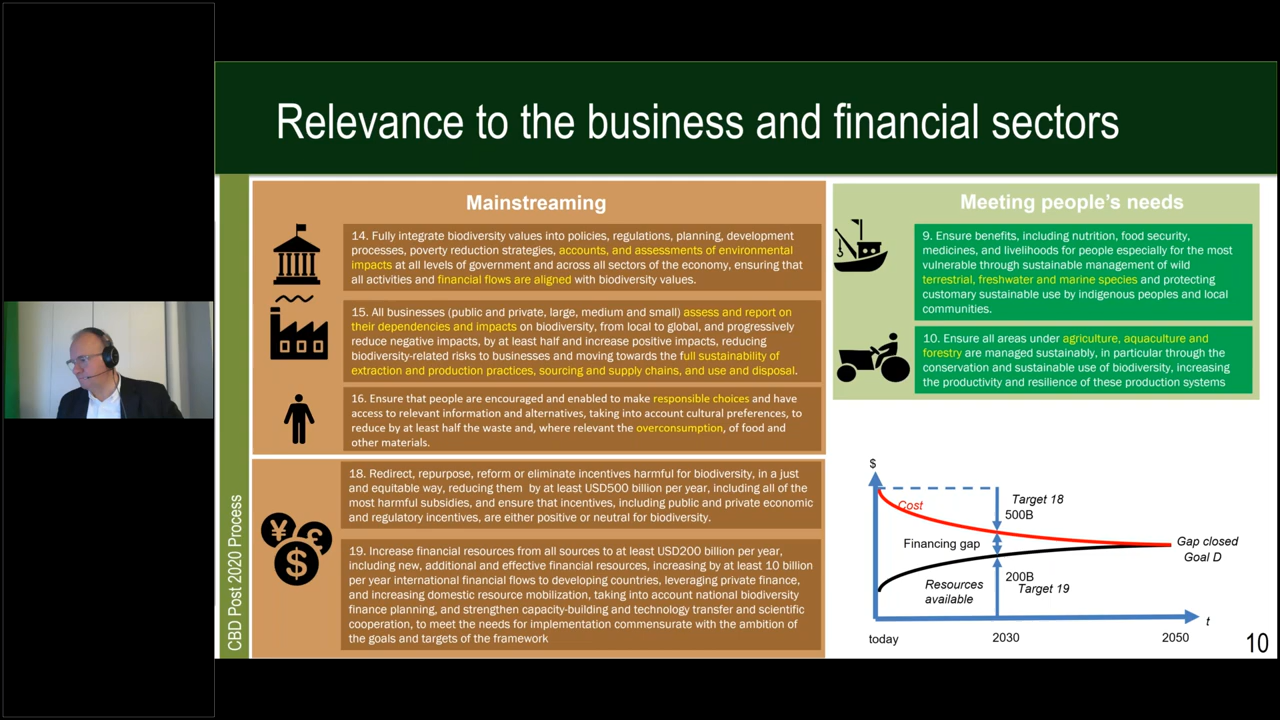 Relevance to the business and financial sectors
CBD Post 2020 Process
Mainstreaming
14. Fully integrate biodiversity values into policies, regulations, planning, development
processes, poverty reduction strategies, accounts, and assessments of environmental
impacts at all levels of government and across all sectors of the economy, ensuring that
all activities and financial flows are aligned with biodiversity values.
15. All businesses (public and private, large, medium and small) assess and report on
their dependencies and impacts on biodiversity, from local to global, and progressively
reduce negative impacts, by at least half and increase positive impacts, reducing
biodiversity-related risks to businesses and moving towards the full sustainability of
extraction and production practices, sourcing and supply chains, and use and disposal.
16. Ensure that people are encouraged and enabled to make responsible choices and have
access to relevant information and alternatives, taking into account cultural preferences, to
reduce by at least half the waste and, where relevant the overconsumption, of food and
other materials.
¥ £
$
18. Redirect, repurpose, reform or eliminate incentives harmful for biodiversity, in a just
and equitable way, reducing them by at least USD500 billion per year, including all of the
most harmful subsidies, and ensure that incentives, including public and private economic
and regulatory incentives, are either positive or neutral for biodiversity.
19. Increase financial resources from all sources to at least USD200 billion per year,
including new, additional and effective financial resources, increasing by at least 10 billion
per year international financial flows to developing countries, leveraging private finance,
and increasing domestic resource mobilization, taking into account national biodiversity
finance planning, and strengthen capacity-building and technology transfer and scientific
cooperation, to meet the needs for implementation commensurate with the ambition of
the goals and targets of the framework
Meeting people's needs
9. Ensure benefits, including nutrition, food security,
medicines, and livelihoods for people especially for the most
vulnerable through sustainable management of wild
terrestrial, freshwater and marine species and protecting
customary sustainable use by indigenous peoples and local
communities.
10. Ensure all areas under agriculture, aquaculture and
forestry are managed sustainably, in particular through the
conservation and sustainable use of biodiversity, increasing
the productivity and resilience of these production systems
$
Cost
Target 18
500B
Financing gap
Gap closed
Goal D
Resources
available
200B
Target 19
t
today
2030
2050
10